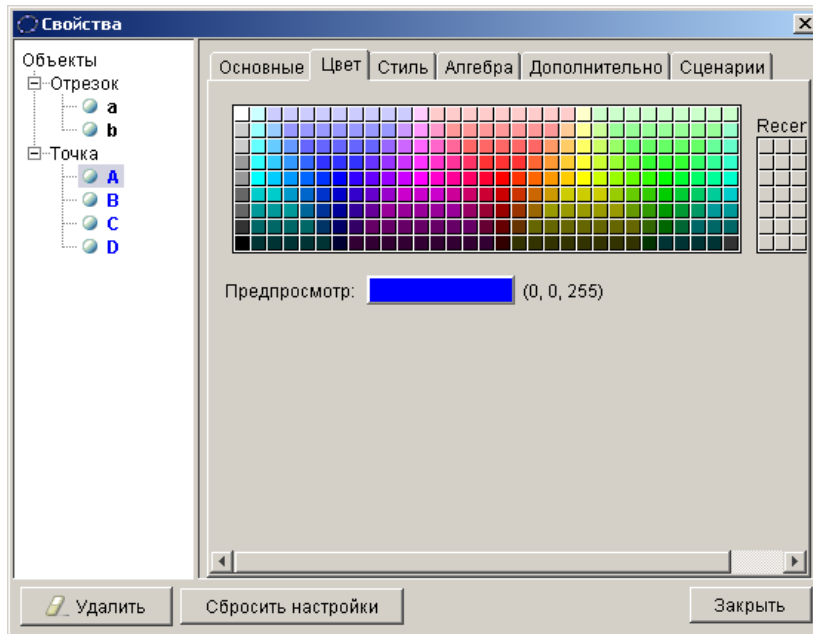 Свойства
Объекты
Отрезок
a
b
Точка
A
B
C
D
Основные Цвет Стиль Алгебра Дополнительно Сценарии
Recer
Предпросмотр: (0, 0, 255)
Удалить Сбросить настройки Закрыть